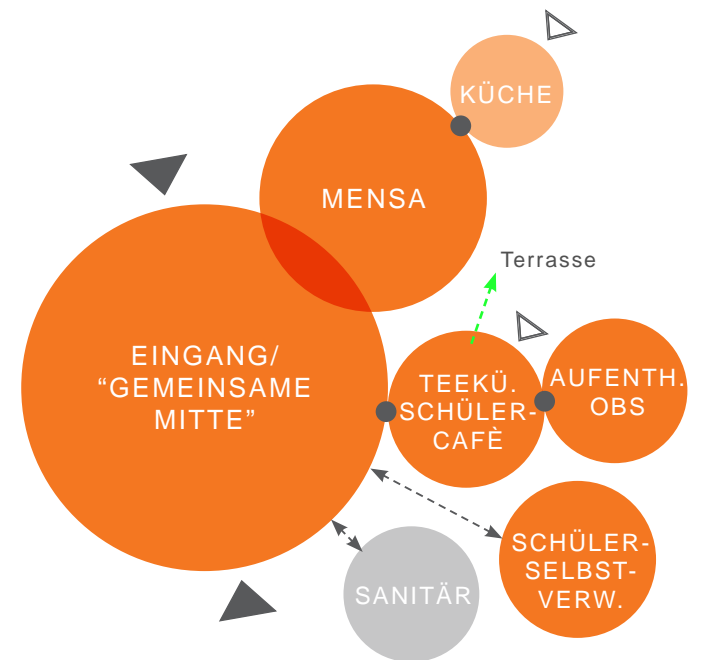 KÜCHE
MENSA
Terrasse
EINGANG/
“GEMEINSAME
MITTE”
TEEKÜ.
SCHÜLER-
CAFÈ
AUFENTH.
OBS
SCHÜLER-
SELBST-
VERW.
SANITÄR